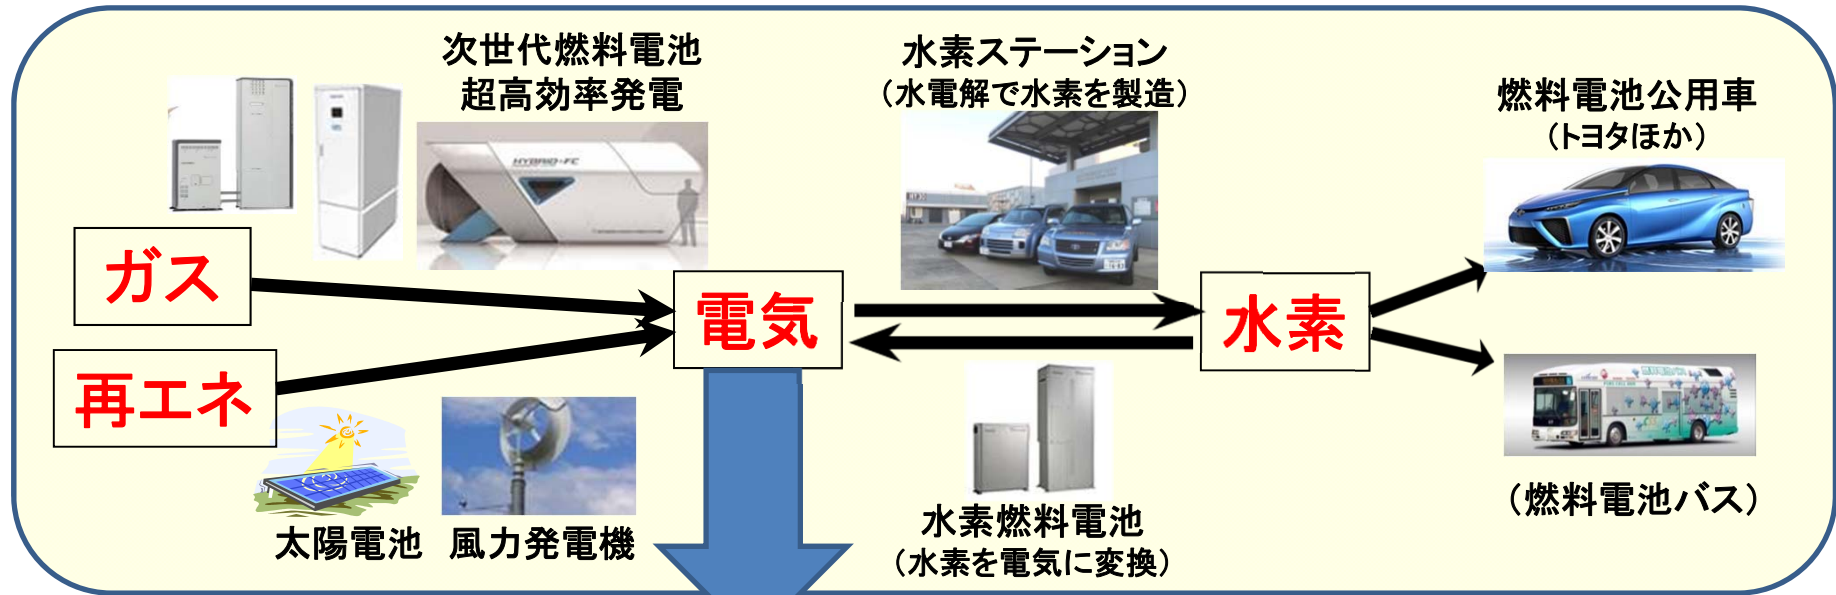 次世代燃料電池
超高効率発電
水素ステーション
（水電解で水素を製造）
燃料電池公用車
（トヨタほか）
HYBRID-FC
ガス
電気
水素
再エネ
太陽電池
風力発電機
水素燃料電池
（水素を電気に変換）
（燃料電池バス）